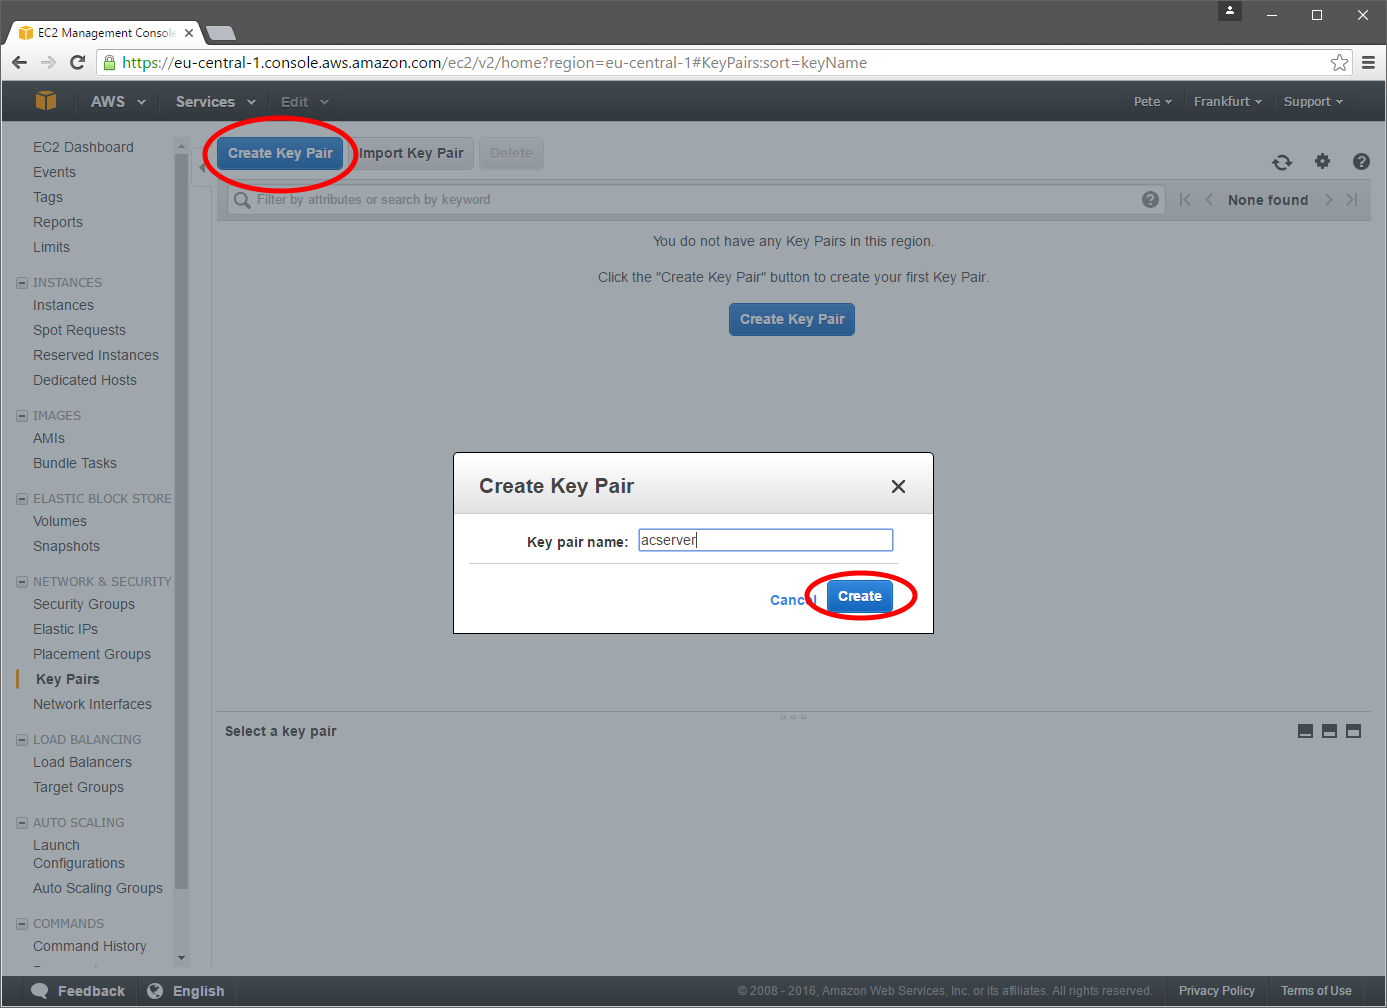 EC2 Management Console
https://eu-central-1.console.aws.amazon.com/ec2/v2/home?region=eu-central-1#KeyPairs:sort=keyName
AWS Services Edit Pete Frankfurt Support
EC2 Dashboard
Events
Tags
Reports
Limits
INSTANCES
Instances
Spot Requests
Reserved Instances
Dedicated Hosts
IMAGES
AMIs
Bundle Tasks
ELASTIC BLOCK STORE
Volumes
Snapshots
NETWORK & SECURITY
Security Groups
Elastic IPs
Placement Groups
Key Pairs
Network Interfaces
LOAD BALANCING
Load Balancers
Target Groups
AUTO SCALING
Launch
Configurations
Auto Scaling Groups
COMMANDS
Command History
Create Key Pair Import Key Pair Delete
Filter by attributes or search by keyword
None found
You do not have any Key Pairs in this region.
Click the "Create Key Pair" button to create your first Key Pair.
Create Key Pair
Create Key Pair
Key pair name: acserver
Cancel Create
Select a key pair
Feedback English © 2008 - 2016, Amazon Web Services, Inc. or its affiliates. All rights reserved. Privacy Policy Terms of Use